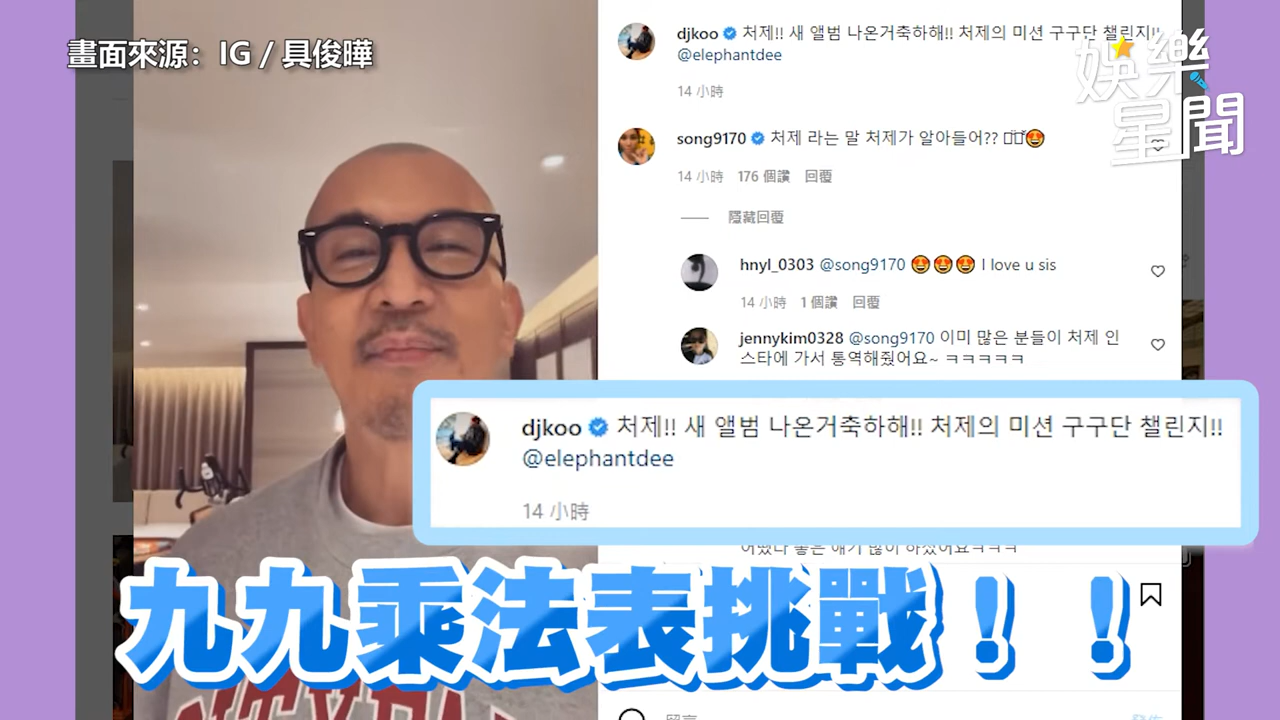 畫面來源：IG / 具俊曄
娛樂
星聞
djkoo 처제!! 새 앨범 나온거축하해!! 처제의 미션 구구단 챌린지!!
@elephantdee
14 小時
song9170 처제 라는 말 처제가 알아들어??
14 小時 176 個讚 回覆
隱藏回覆
hnyl_0303 @song9170 🤩🤩🤩 I love u sis
14 小時 1 個讚 回覆
jennykim0328 @song9170 이미 많은 분들이 처제 인
스타에 가서 통역해줬어요~ ㅋㅋㅋㅋㅋ
djkoo 처제!! 새 앨범 나온거축하해!! 처제의 미션 구구단 챌린지!!
@elephantdee
14 小時
九九乘法表挑戰！！